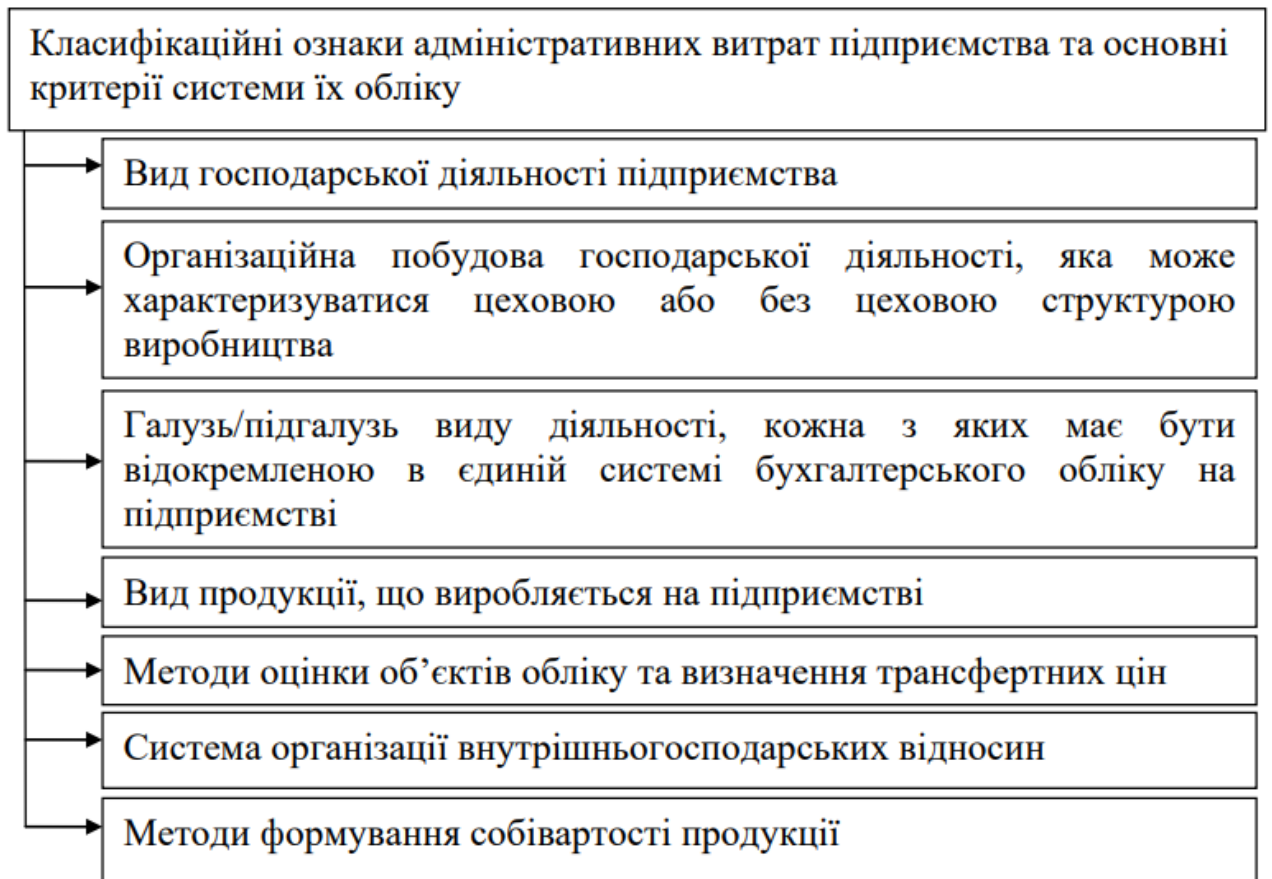 Класифікаційні ознаки адміністративних витрат підприємства та основні
критерії системи їх обліку
Вид господарської діяльності підприємства
Організаційна побудова господарської діяльності, яка може
характеризуватися цеховою або без цеховою структурою
виробництва
Галузь/підгалузь виду діяльності, кожна з яких має бути
відокремленою в єдиній системі бухгалтерського обліку на
підприємстві
Вид продукції, що виробляється на підприємстві
Методи оцінки об’єктів обліку та визначення трансфертних цін
Система організації внутрішньогосподарських відносин
Методи формування собівартості продукції